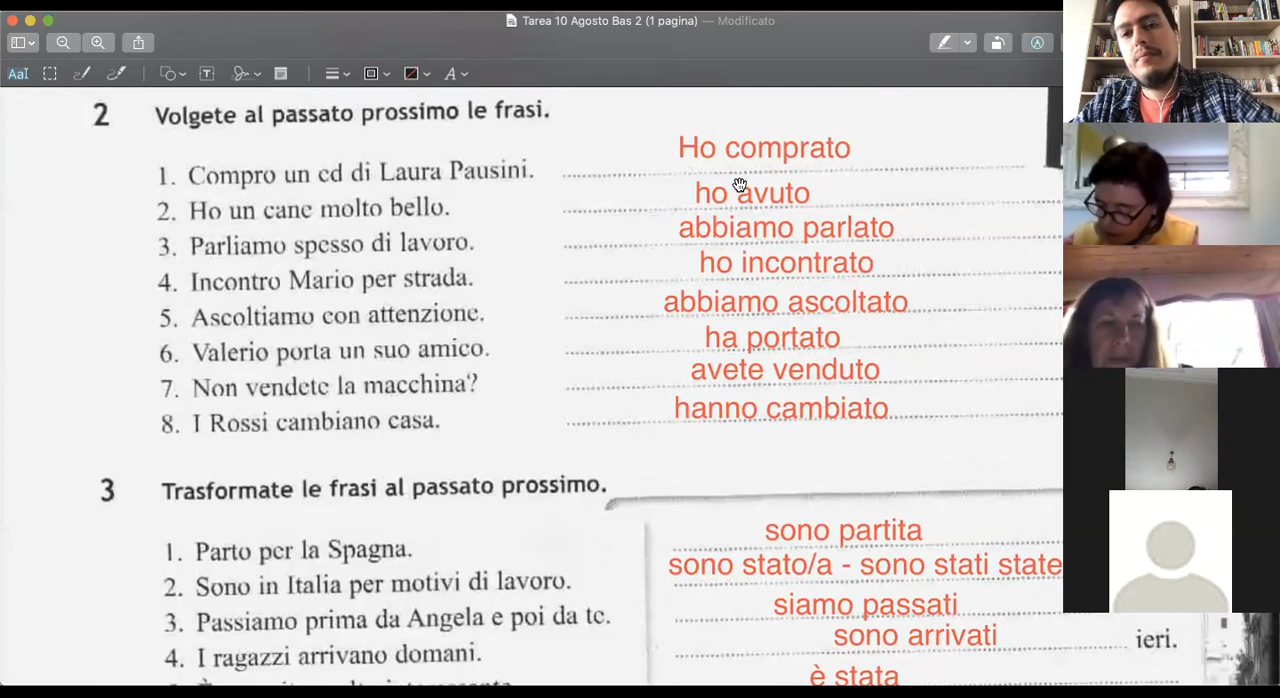 Tarea 10 Agosto Bas 2 (1 pagina) — Modificato
2 Volgete al passato prossimo le frasi.
1. Compro un cd di Laura Pausini. Ho comprato
2. Ho un cane molto bello. ho avuto
3. Parliamo spesso di lavoro. abbiamo parlato
4. Incontro Mario per strada. ho incontrato
5. Ascoltiamo con attenzione. abbiamo ascoltato
6. Valerio porta un suo amico. ha portato
7. Non vendete la macchina? avete venduto
8. I Rossi cambiano casa. hanno cambiato
3 Trasformate le frasi al passato prossimo.
1. Parto per la Spagna. sono partita
2. Sono in Italia per motivi di lavoro. sono stato/a - sono stati state
3. Passiamo prima da Angela e poi da te. siamo passati
4. I ragazzi arrivano domani. sono arrivati ieri.
è stata